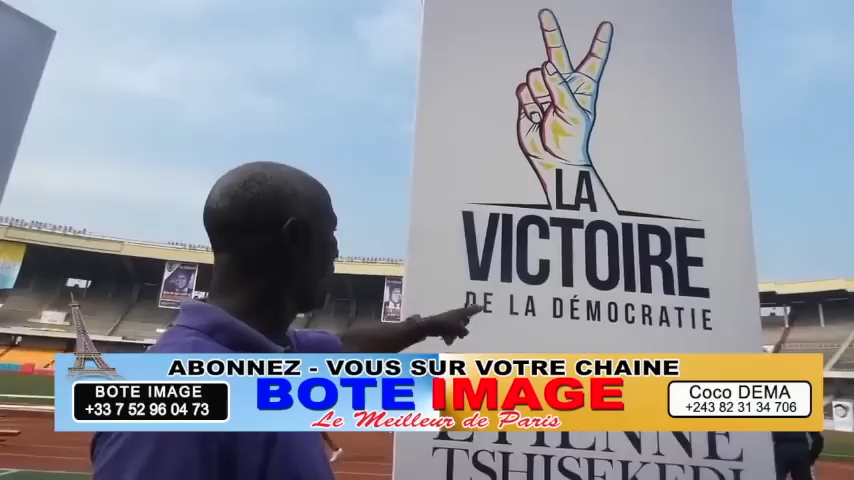 LA
VICTOIRE
DE LA DÉMOCRATIE
ABONNEZ - VOUS SUR VOTRE CHAINE
BOTE IMAGE
+33 7 52 96 04 73
BOTE IMAGE
Le Meilleur de Paris
Coco DEMA
+243 82 31 34 706
ETIENNE
TSHISEKEDI